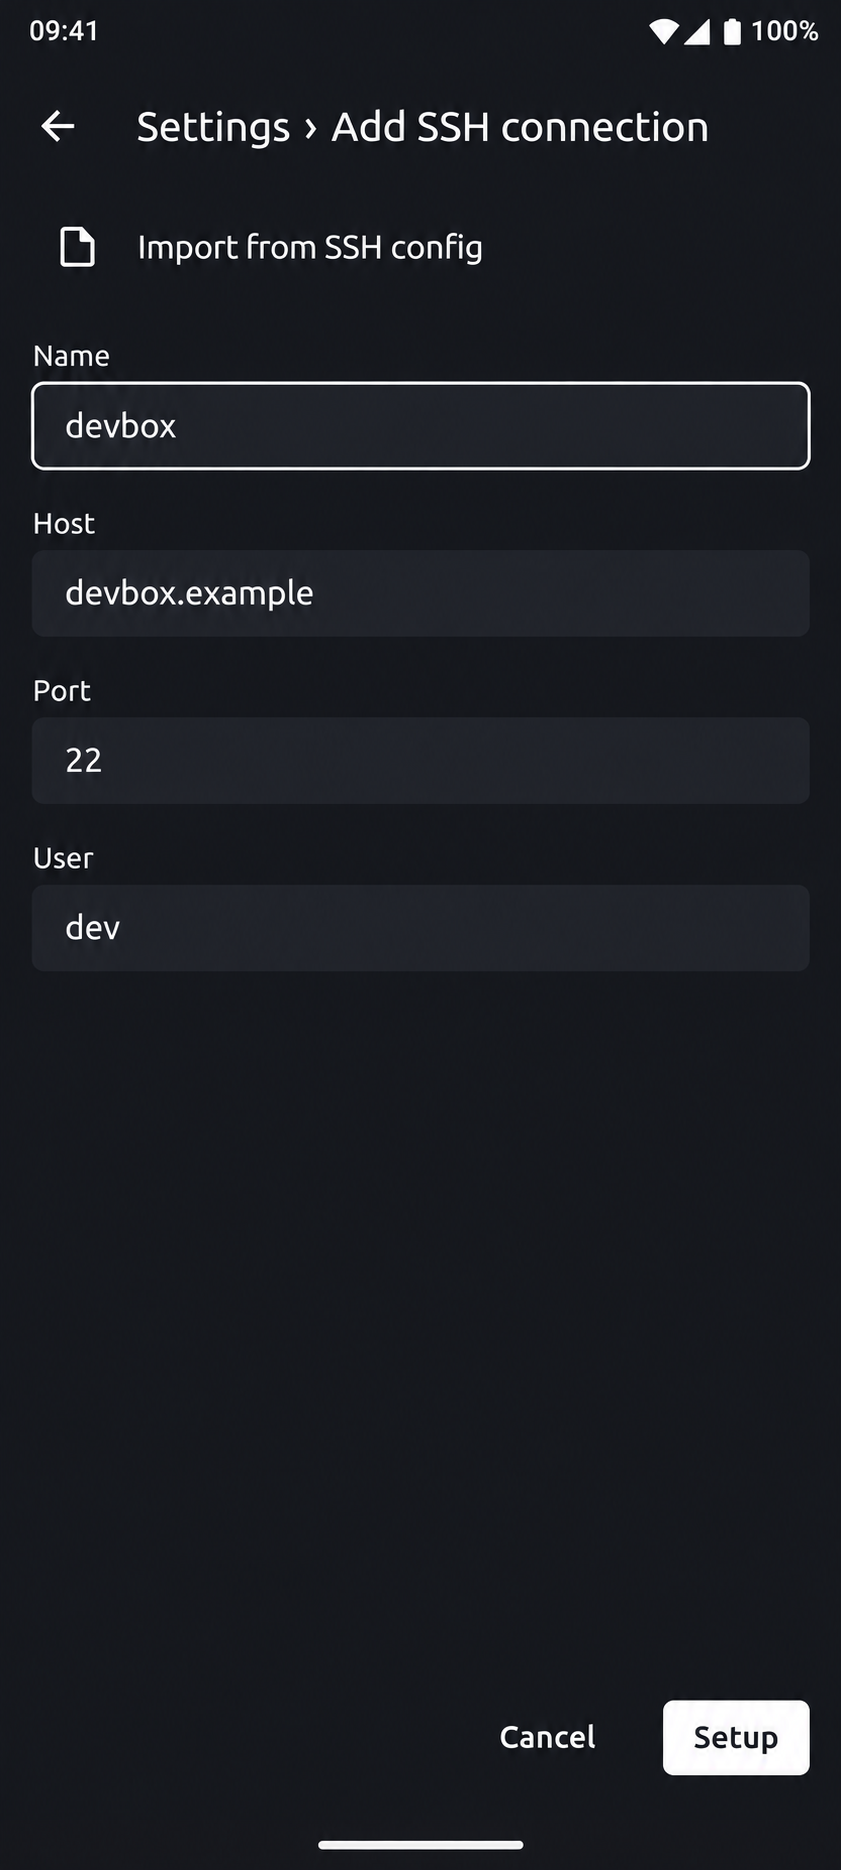 09:41 100%
Settings › Add SSH connection
Import from SSH config
Name
devbox
Host
devbox.example
Port
22
User
dev
Cancel Setup